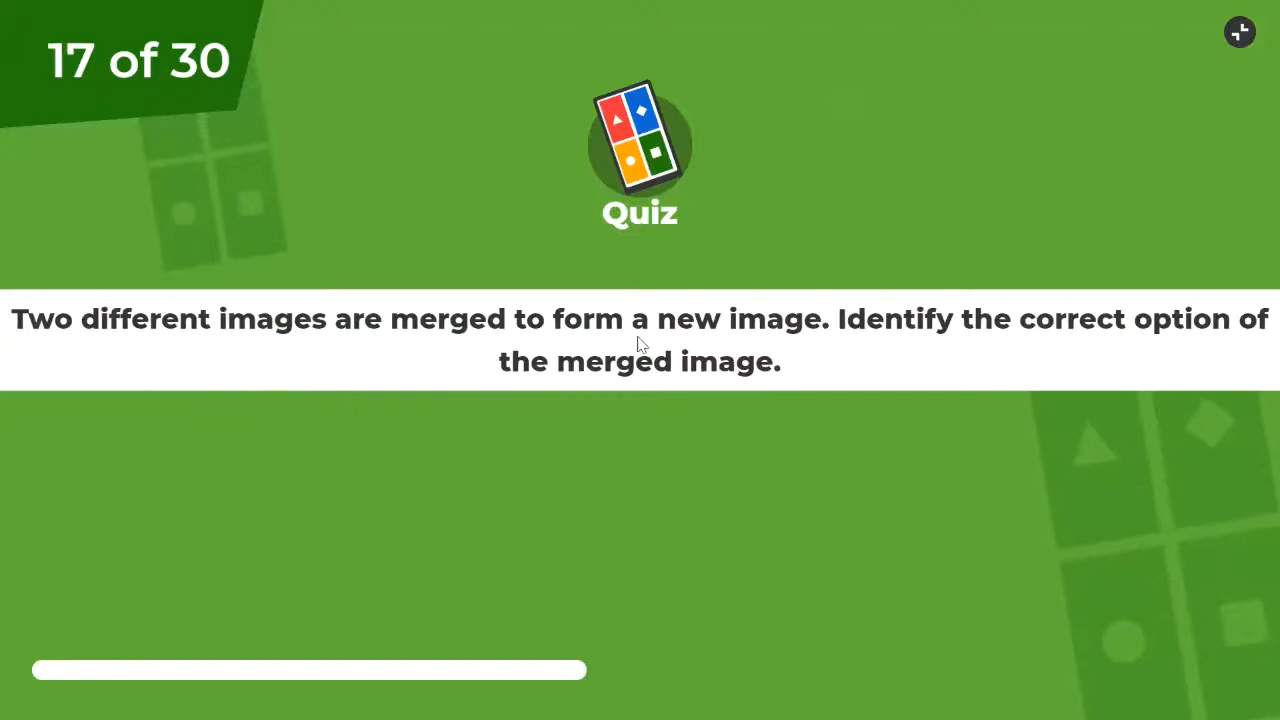 17 of 30
Quiz
Two different images are merged to form a new image. Identify the correct option of
the merged image.